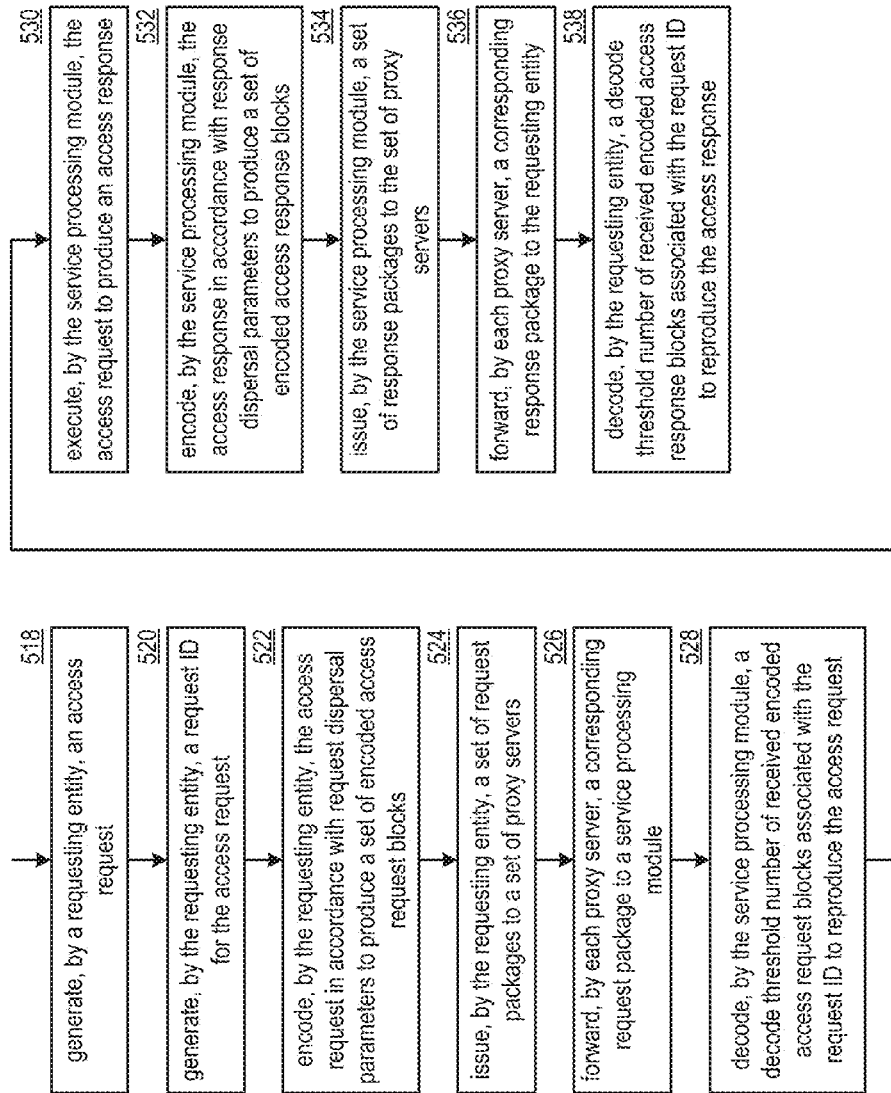 518
generate, by a requesting entity, an access
request
520
generate, by the requesting entity, a request ID
for the access request
522
encode, by the requesting entity, the access
request in accordance with request dispersal
parameters to produce a set of encoded access
request blocks
524
issue, by the requesting entity, a set of request
packages to a set of proxy servers
526
forward, by each proxy server, a corresponding
request package to a service processing
module
528
decode, by the service processing module, a
decode threshold number of received encoded
access request blocks associated with the
request ID to reproduce the access request
530
execute, by the service processing module, the
access request to produce an access response
532
encode, by the service processing module, the
access response in accordance with response
dispersal parameters to produce a set of
encoded access response blocks
534
issue, by the service processing module, a set
of response packages to the set of proxy
servers
536
forward, by each proxy server, a corresponding
response package to the requesting entity
538
decode, by the requesting entity, a decode
threshold number of received encoded access
response blocks associated with the request ID
to reproduce the access response